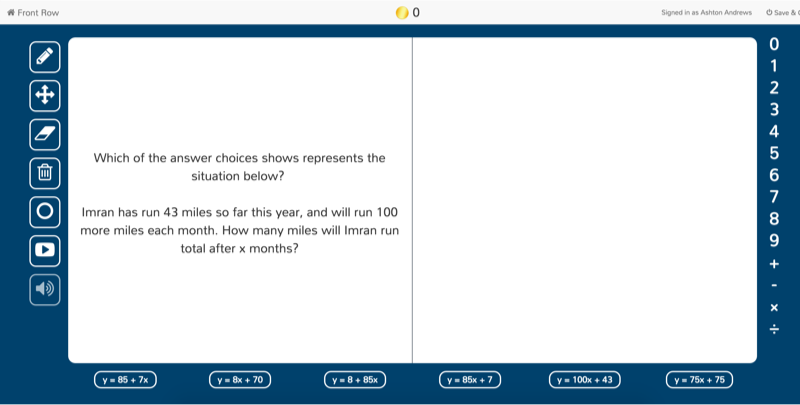 Front Row
0
Signed in as Ashton Andrews
Save &
Which of the answer choices shows represents the
situation below?
Imran has run 43 miles so far this year, and will run 100
more miles each month. How many miles will Imran run
total after x months?
0
1
2
3
4
5
6
7
8
9
+
-
×
÷
y = 85 + 7x
y = 8x + 70
y = 8 + 85x
y = 85x + 7
y = 100x + 43
y = 75x + 75